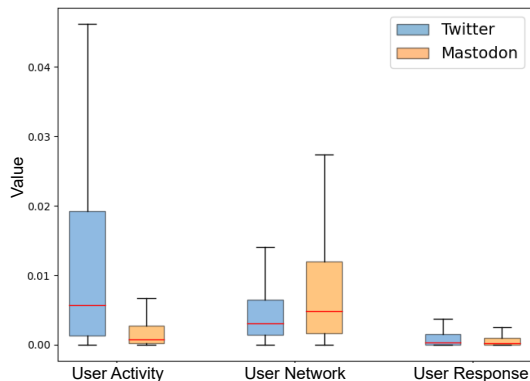 Twitter
Mastodon
Value
0.04
0.03
0.02
0.01
0.00
User Activity
User Network
User Response